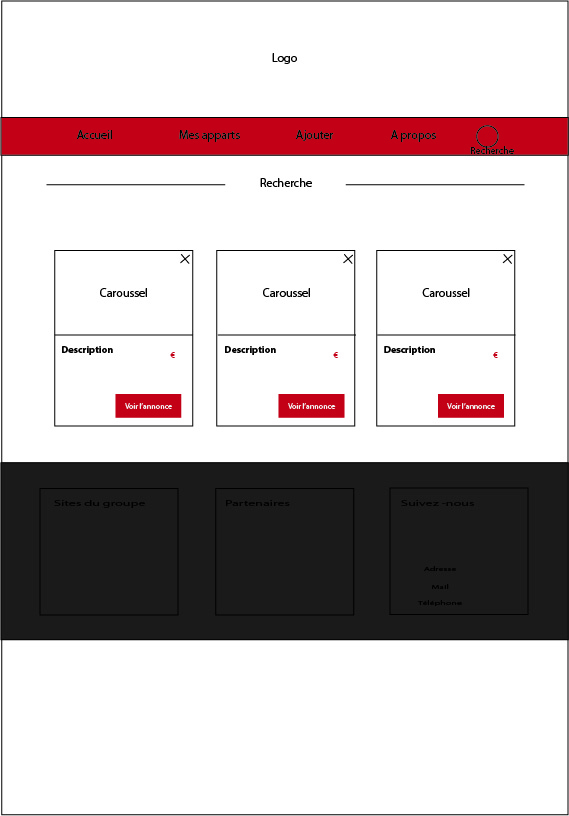 Logo
Accueil Mes apparts Ajouter A propos
Recherche
Recherche
Caroussel Caroussel Caroussel
Description € Description € Description €
Voir l'annonce Voir l'annonce Voir l'annonce
Sites du groupe Partenaires Suivez -nous
Adresse
Mail
Téléphone